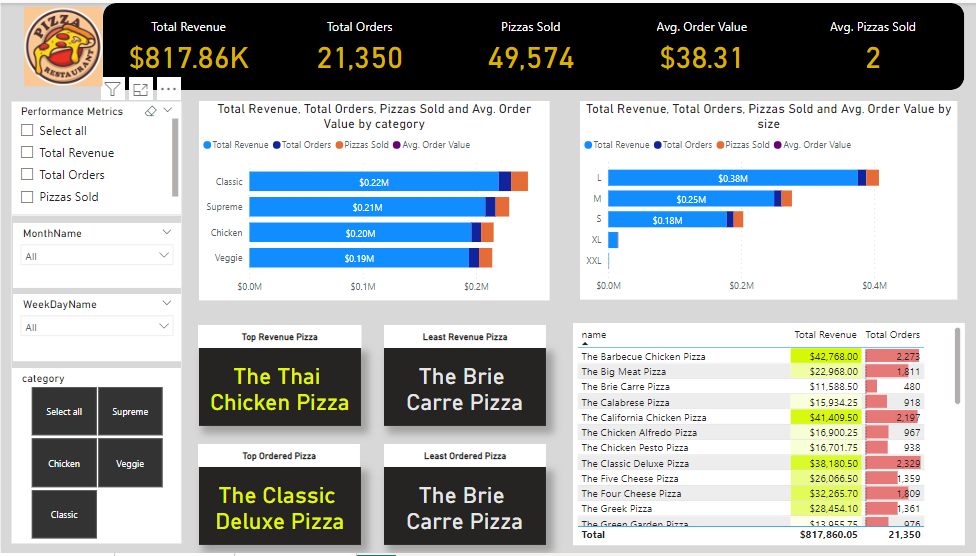 PIZZA
RESTAURANT
Total Revenue
$817.86K
Total Orders
21,350
Pizzas Sold
49,574
Avg. Order Value
$38.31
Avg. Pizzas Sold
2
Performance Metrics
Select all
Total Revenue
Total Orders
Pizzas Sold
MonthName
All
WeekDayName
All
category
Select all
Supreme
Chicken
Veggie
Classic
Total Revenue, Total Orders, Pizzas Sold and Avg. Order
Value by category
Total Revenue Total Orders Pizzas Sold Avg. Order Value
Classic $0.22M
Supreme $0.21M
Chicken $0.20M
Veggie $0.19M
$0.0M $0.1M $0.2M
Total Revenue, Total Orders, Pizzas Sold and Avg. Order Value by
size
Total Revenue Total Orders Pizzas Sold Avg. Order Value
L $0.38M
M $0.25M
S $0.18M
XL
XXL
$0.0M $0.2M $0.4M
Top Revenue Pizza
The Thai
Chicken Pizza
Least Revenue Pizza
The Brie
Carre Pizza
Top Ordered Pizza
The Classic
Deluxe Pizza
Least Ordered Pizza
The Brie
Carre Pizza
name Total Revenue Total Orders
The Barbecue Chicken Pizza $42,768.00 2,273
The Big Meat Pizza $22,968.00 1,811
The Brie Carre Pizza $11,588.50 480
The Calabrese Pizza $15,934.25 918
The California Chicken Pizza $41,409.50 2,197
The Chicken Alfredo Pizza $16,900.25 967
The Chicken Pesto Pizza $16,701.75 938
The Classic Deluxe Pizza $38,180.50 2,329
The Five Cheese Pizza $26,066.50 1,359
The Four Cheese Pizza $32,265.70 1,809
The Greek Pizza $28,454.10 1,361
The Green Garden Pizza $13,955.75 976
Total $817,860.05 21,350